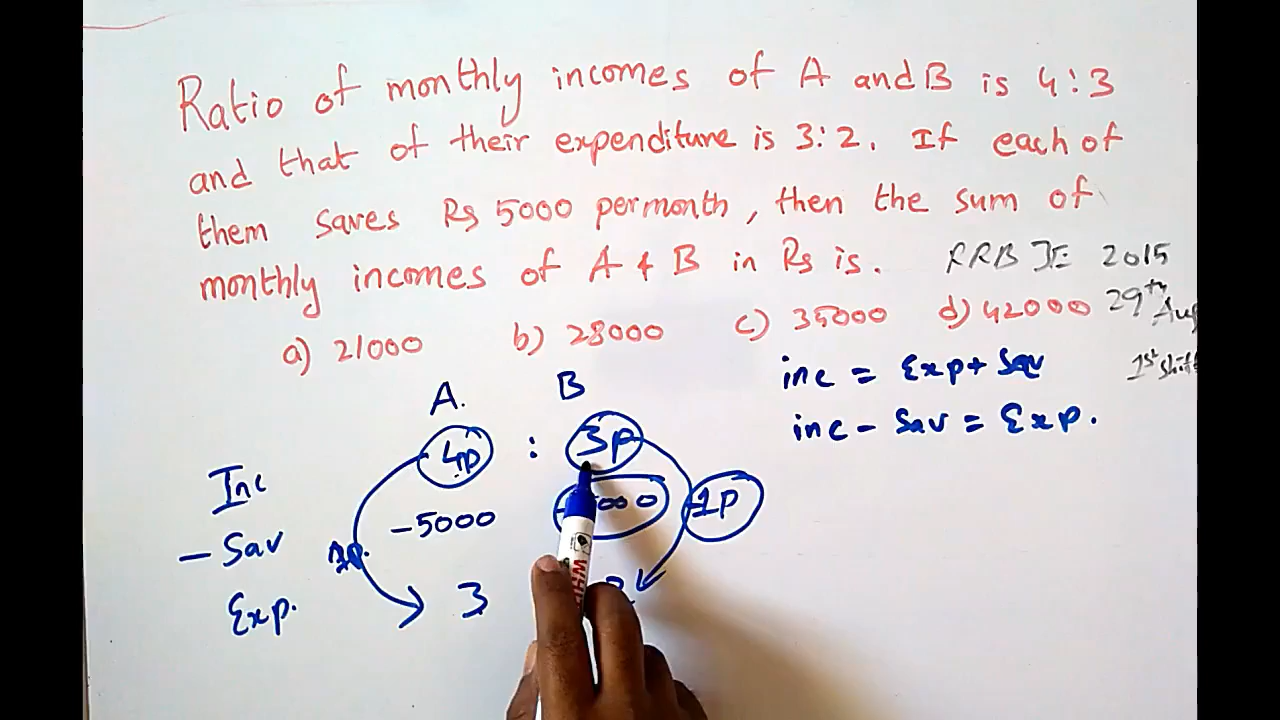 Ratio of monthly incomes of A and B is 4:3
and that of their expenditure is 3:2. If each of
them saves Rs 5000 per month, then the sum of
monthly incomes of A & B in Rs is. RRB JE 2015
a) 21000 b) 28000 c) 35000 d) 42000 29th Aug
1st shift
inc = Exp + Sav
inc - Sav = Exp.
A. B
Inc 4p : 3p
- Sav -5000 1p
Exp. 3